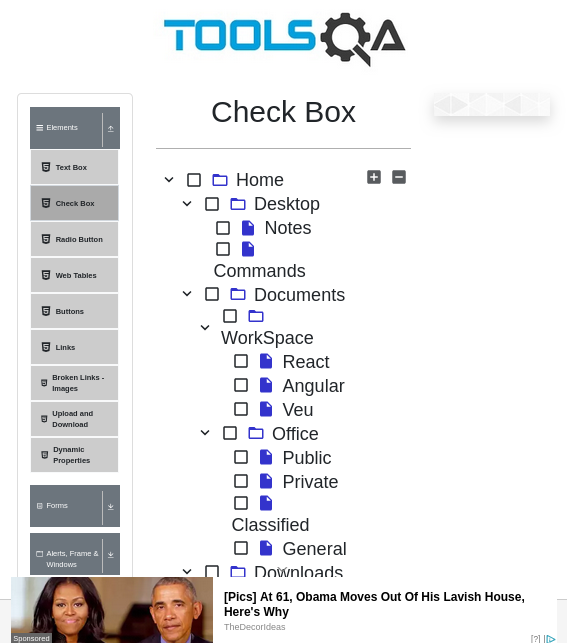 TOOLSQA
Check Box
Elements
Text Box
Check Box
Radio Button
Web Tables
Buttons
Links
Broken Links -
Images
Upload and
Download
Dynamic
Properties
Forms
Alerts, Frame &
Windows
Home
Desktop
Notes
Commands
Documents
WorkSpace
React
Angular
Veu
Office
Public
Private
Classified
General
Downloads
Sponsored
[Pics] At 61, Obama Moves Out Of His Lavish House,
Here's Why
TheDecorIdeas
[?]